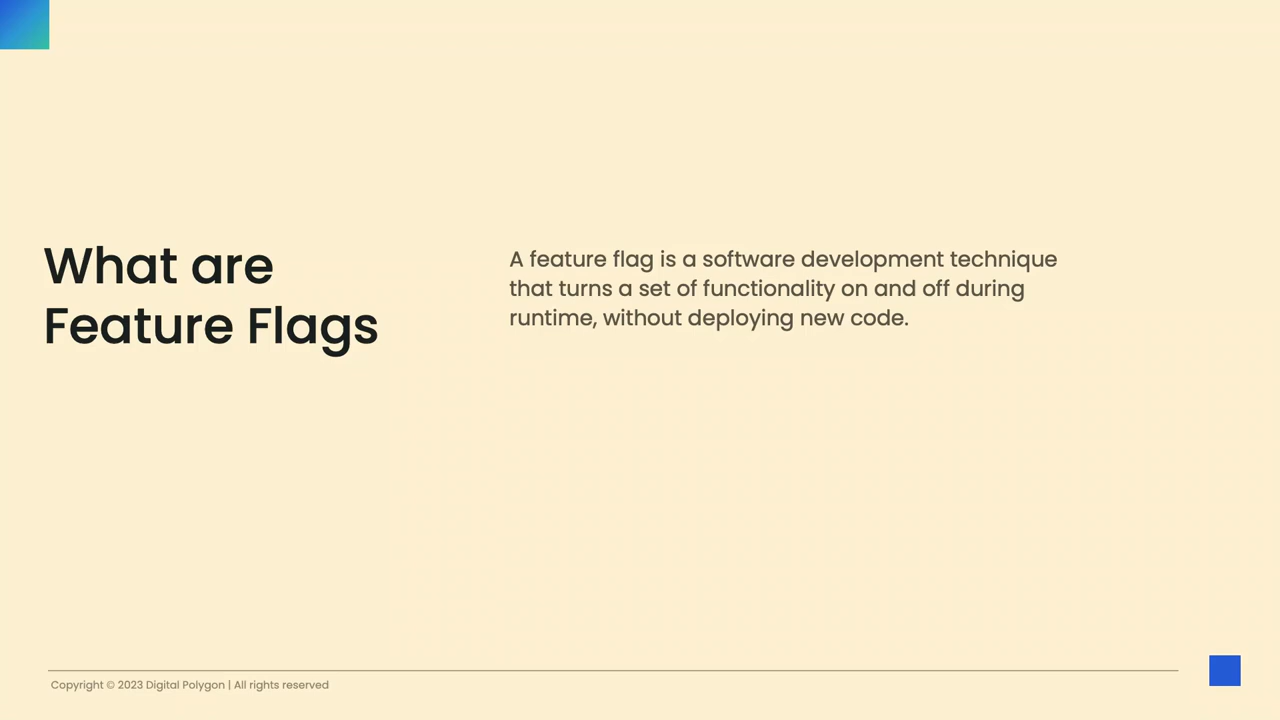 What are
Feature Flags
A feature flag is a software development technique
that turns a set of functionality on and off during
runtime, without deploying new code.
Copyright © 2023 Digital Polygon | All rights reserved